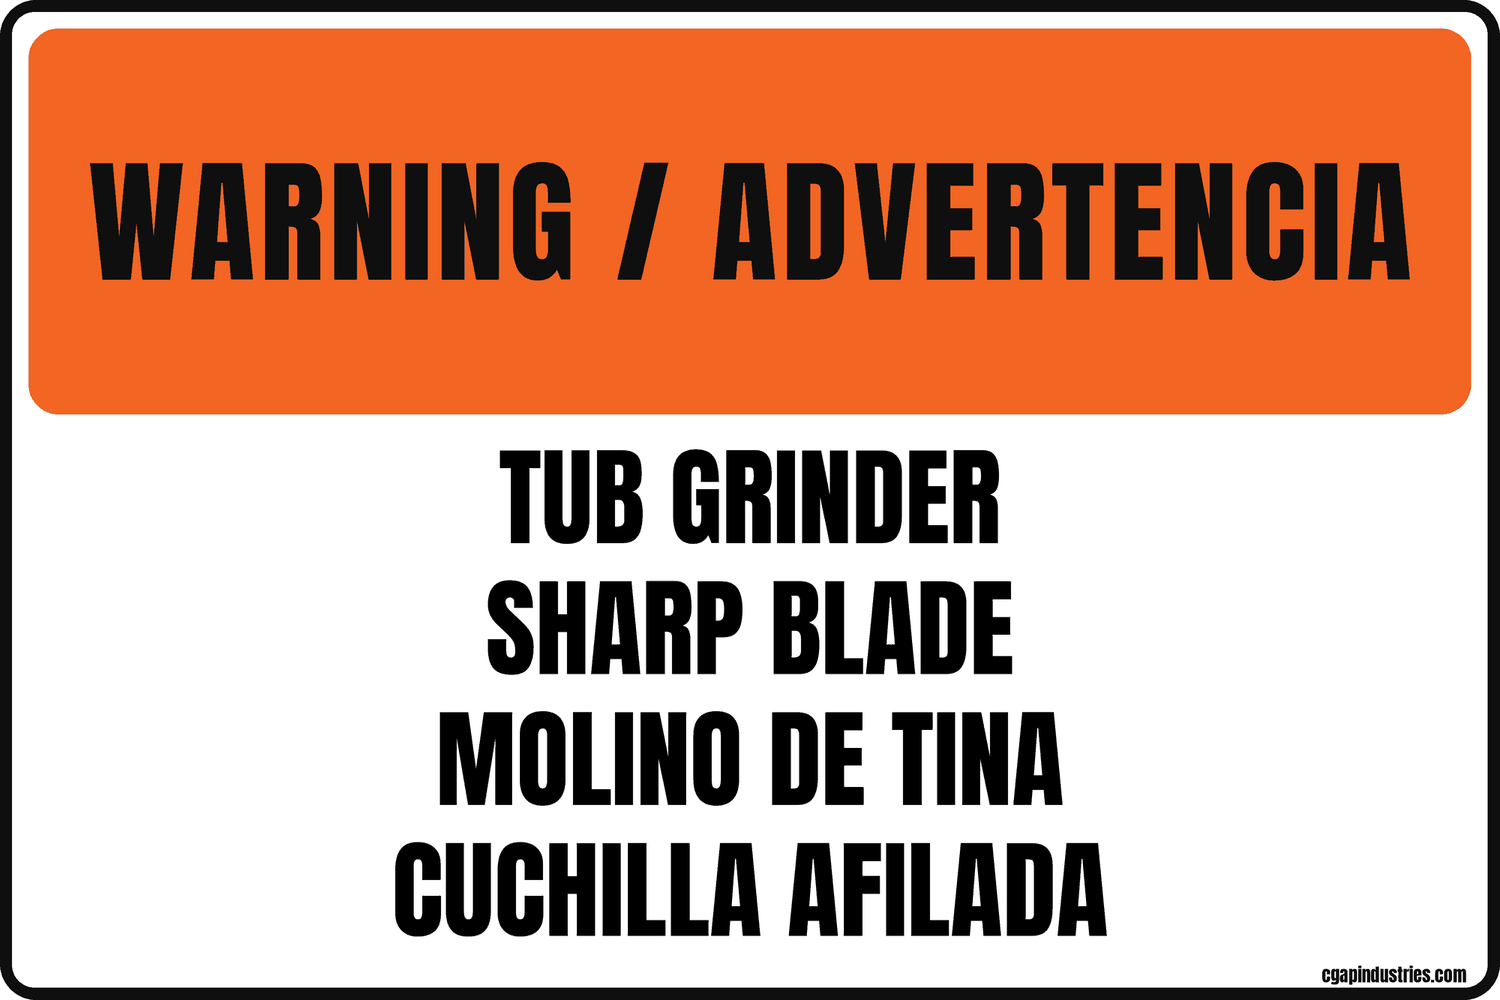 WARNING / ADVERTENCIA
TUB GRINDER
SHARP BLADE
MOLINO DE TINA
CUCHILLA AFILADA
cgapindustries.com